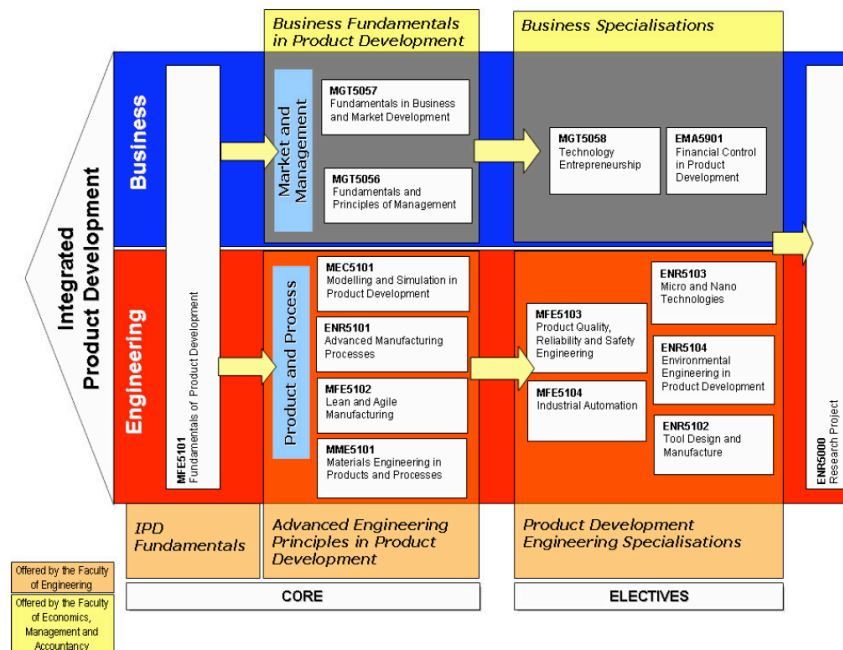 Business Fundamentals
in Product Development
Business Specialisations
Integrated
Product Development
Business
Engineering
MFE5101
Fundamentals of Product Development
Market and
Management
MGT5057
Fundamentals in Business
and Market Development
MGT5056
Fundamentals and
Principles of Management
MGT5058
Technology
Entrepreneurship
EMA5901
Financial Control
in Product
Development
Product and Process
MEC5101
Modelling and Simulation in
Product Development
ENR5101
Advanced Manufacturing
Processes
MFE5102
Lean and Agile
Manufacturing
MME5101
Materials Engineering in
Products and Processes
MFE5103
Product Quality,
Reliability and Safety
Engineering
MFE5104
Industrial Automation
ENR5103
Micro and Nano
Technologies
ENR5104
Environmental
Engineering in
Product Development
ENR5102
Tool Design and
Manufacture
ENR5000
Research Project
IPD
Fundamentals
Advanced Engineering
Principles in Product
Development
Product Development
Engineering Specialisations
Offered by the Faculty
of Engineering
Offered by the Faculty
of Economics,
Management and
Accountancy
CORE
ELECTIVES